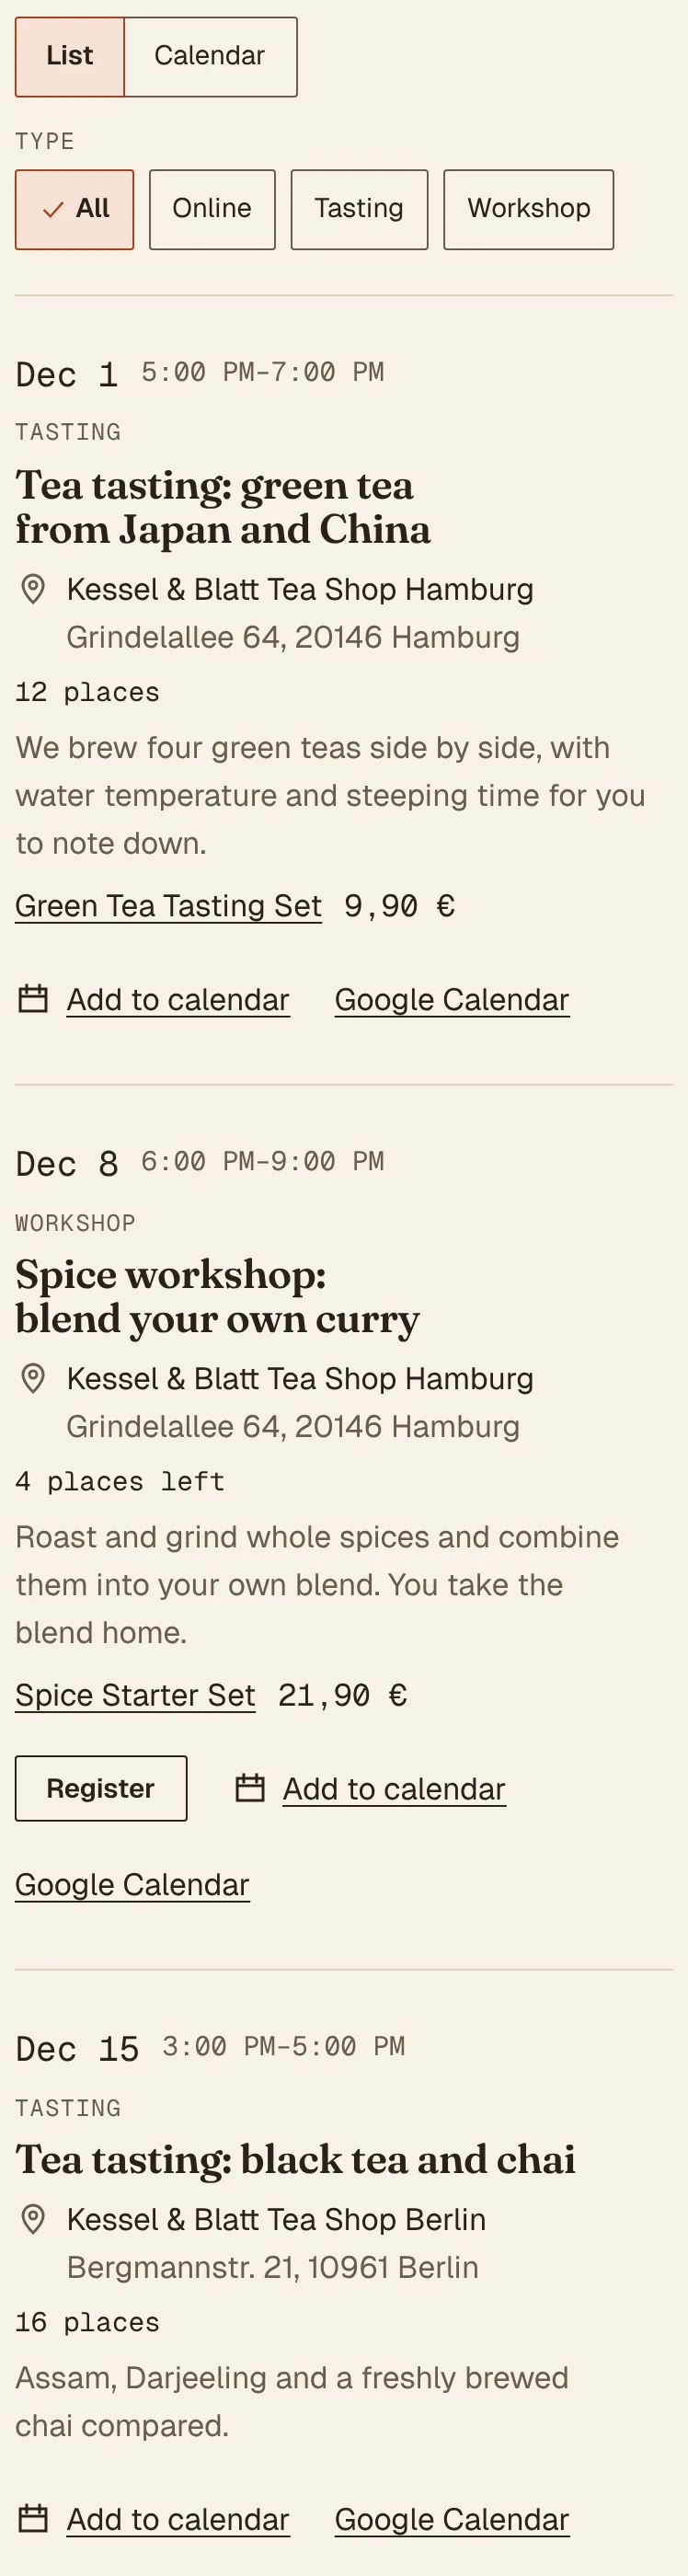 List Calendar
TYPE
All Online Tasting Workshop
Dec 1 5:00 PM–7:00 PM
TASTING
Tea tasting: green tea
from Japan and China
Kessel & Blatt Tea Shop Hamburg
Grindelallee 64, 20146 Hamburg
12 places
We brew four green teas side by side, with
water temperature and steeping time for you
to note down.
Green Tea Tasting Set 9,90 €
Add to calendar Google Calendar
Dec 8 6:00 PM–9:00 PM
WORKSHOP
Spice workshop:
blend your own curry
Kessel & Blatt Tea Shop Hamburg
Grindelallee 64, 20146 Hamburg
4 places left
Roast and grind whole spices and combine
them into your own blend. You take the
blend home.
Spice Starter Set 21,90 €
Register Add to calendar
Google Calendar
Dec 15 3:00 PM–5:00 PM
TASTING
Tea tasting: black tea and chai
Kessel & Blatt Tea Shop Berlin
Bergmannstr. 21, 10961 Berlin
16 places
Assam, Darjeeling and a freshly brewed
chai compared.
Add to calendar Google Calendar